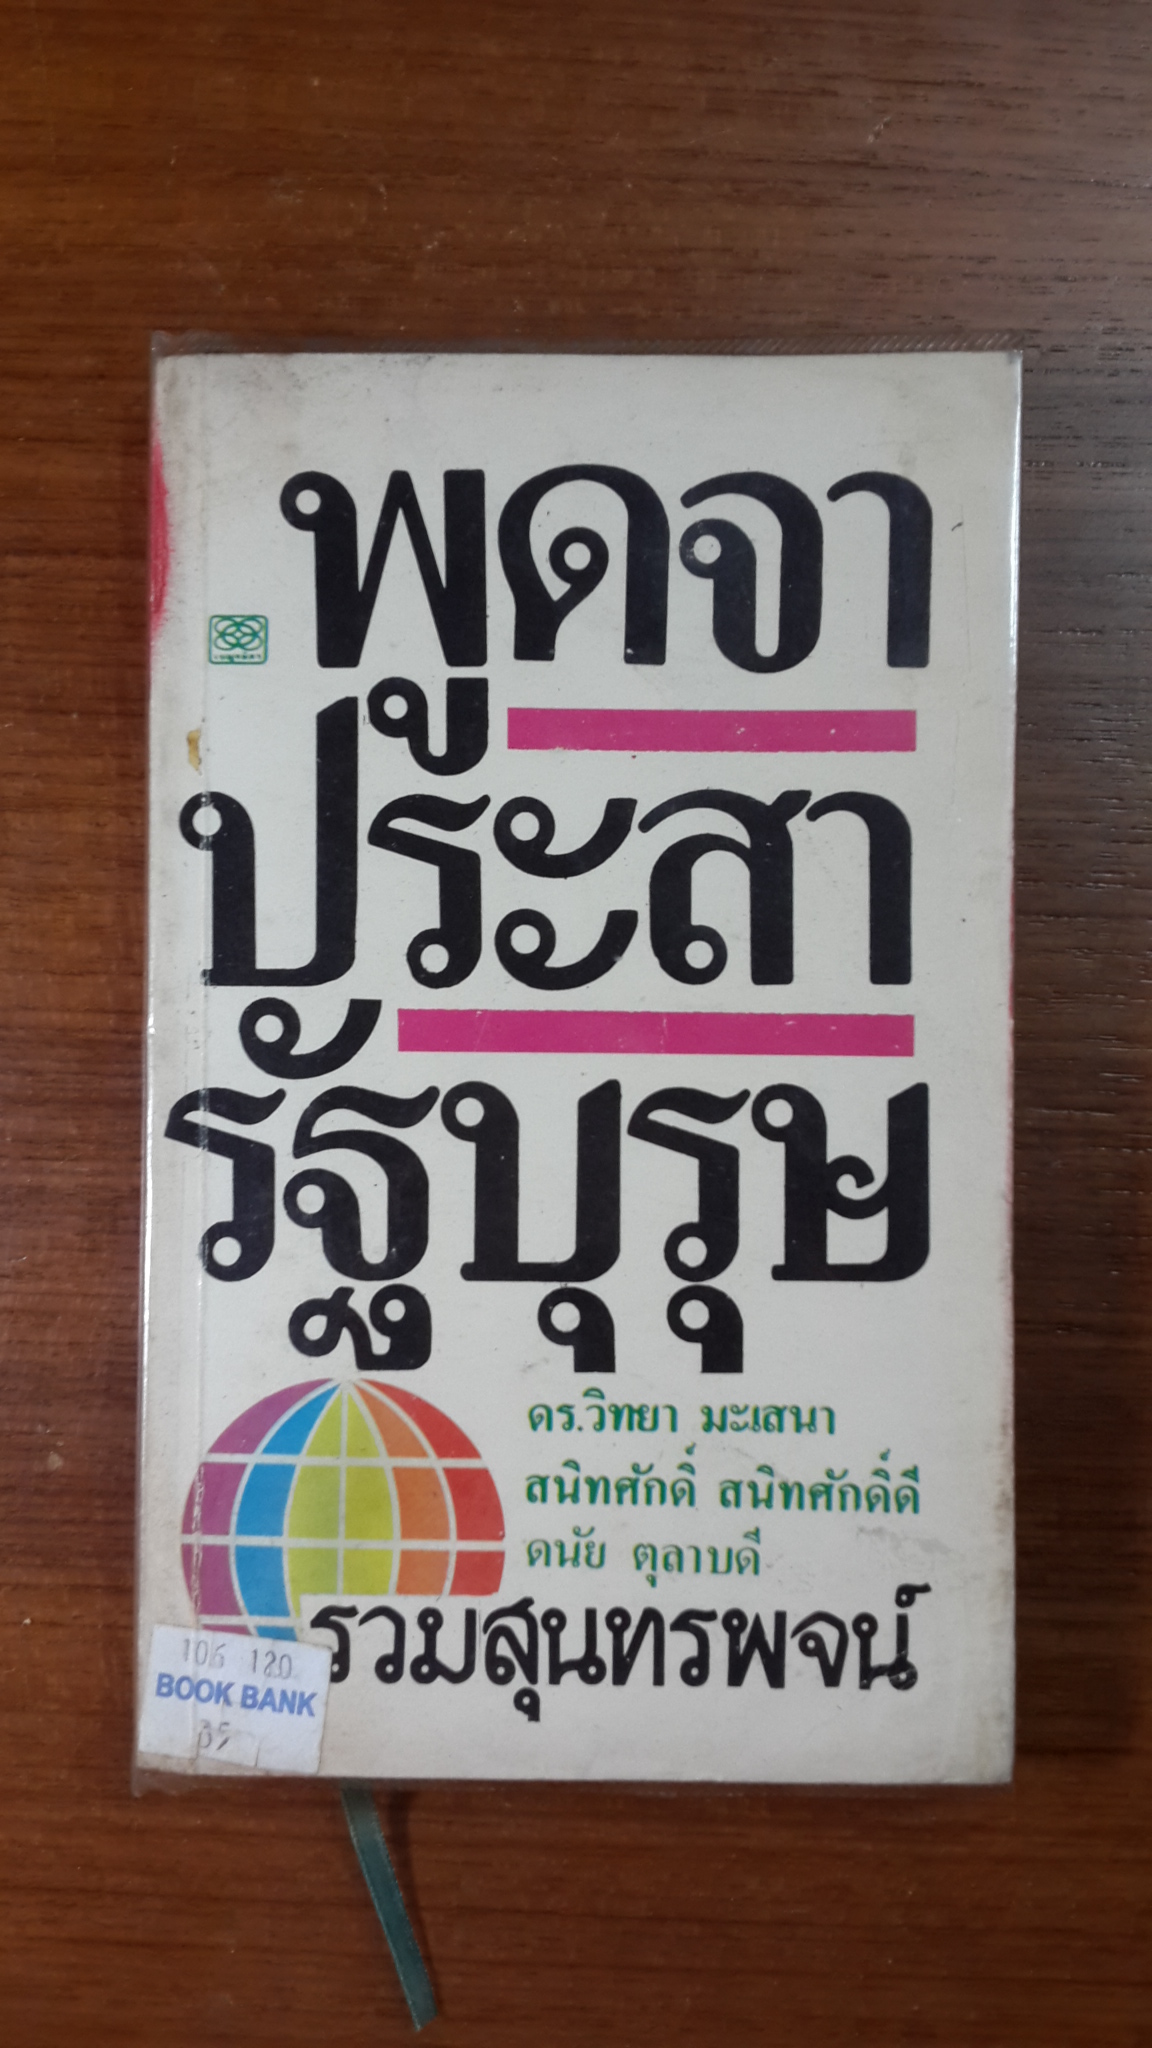 พูดจา
ประสา
รัฐบุรุษ
ดร.วิทยา มะเสนา
สนิทศักดิ์ สนิทศักดิ์ดี
ดนัย ตุลาบดี
รวมสุนทรพจน์
106 120
BOOK BANK
35